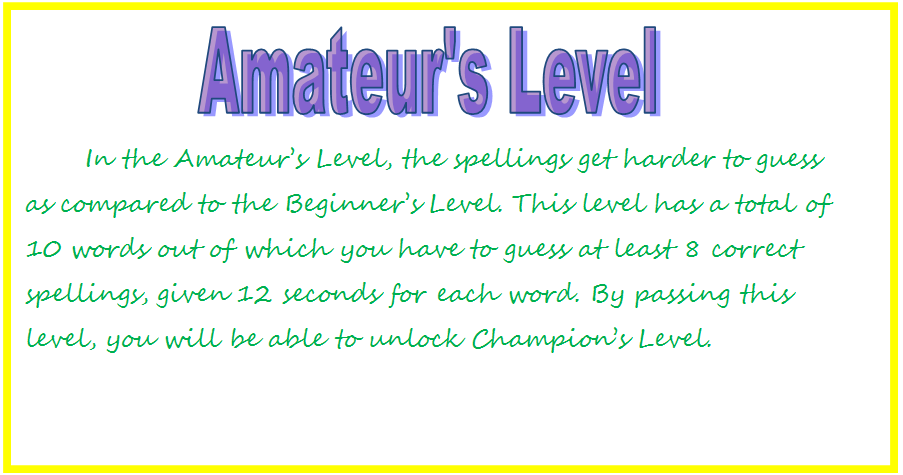 Amateur's Level
In the Amateur's Level, the spellings get harder to guess
as compared to the Beginner's Level. This level has a total of
10 words out of which you have to guess at least 8 correct
spellings, given 12 seconds for each word. By passing this
level, you will be able to unlock Champion's Level.